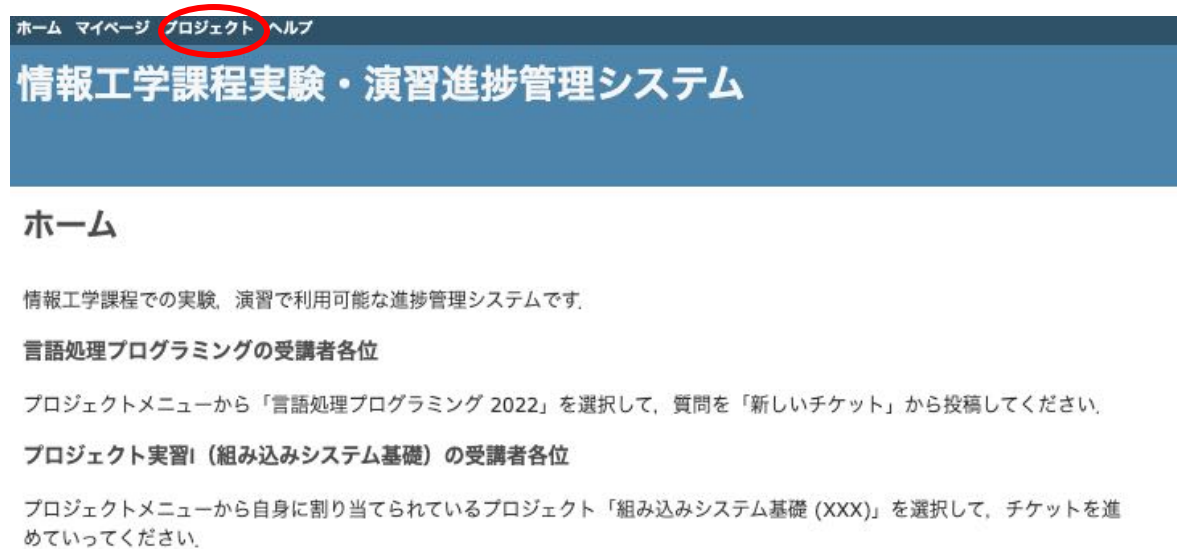 ホーム マイページ プロジェクト ヘルプ
情報工学課程実験・演習進捗管理システム
ホーム
情報工学課程での実験，演習で利用可能な進捗管理システムです．
言語処理プログラミングの受講者各位
プロジェクトメニューから「言語処理プログラミング 2022」を選択して，質問を「新しいチケット」から投稿してください．
プロジェクト実習I（組み込みシステム基礎）の受講者各位
プロジェクトメニューから自身に割り当てられているプロジェクト「組み込みシステム基礎 (XXX)」を選択して，チケットを進
めていってください．